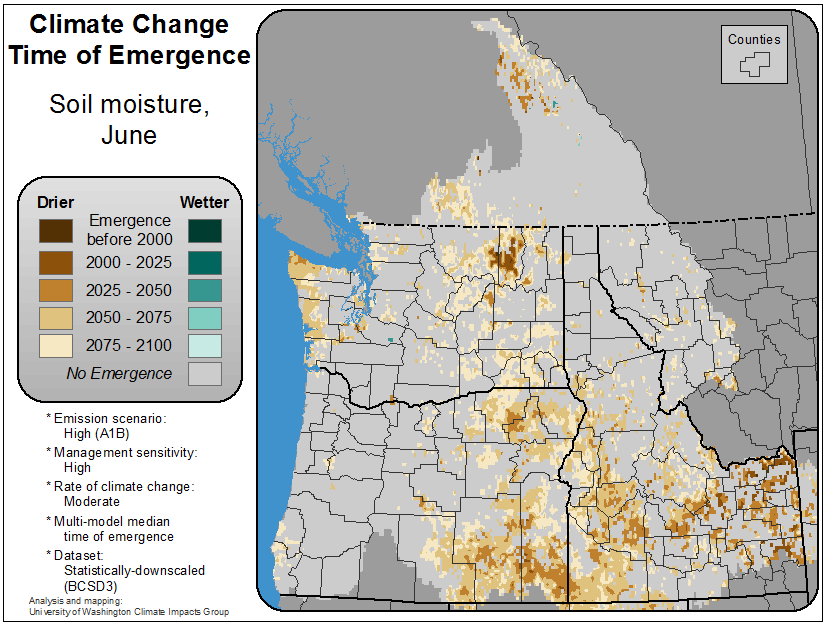 Climate Change
Time of Emergence
Soil moisture,
June
Drier
Wetter
Emergence
before 2000
2000 - 2025
2025 - 2050
2050 - 2075
2075 - 2100
No Emergence
* Emission scenario:
High (A1B)
* Management sensitivity:
High
* Rate of climate change:
Moderate
* Multi-model median
time of emergence
* Dataset:
Statistically-downscaled
(BCSD3)
Analysis and mapping:
University of Washington Climate Impacts Group
Counties